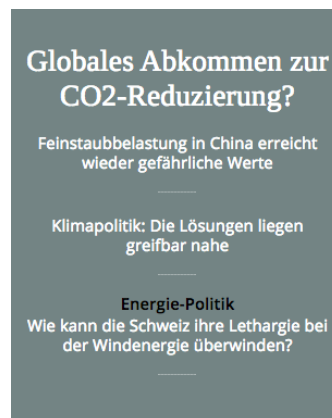 Globales Abkommen zur
CO2-Reduzierung?
Feinstaubbelastung in China erreicht
wieder gefährliche Werte
Klimapolitik: Die Lösungen liegen
greifbar nahe
Energie-Politik
Wie kann die Schweiz ihre Lethargie bei
der Windenergie überwinden?